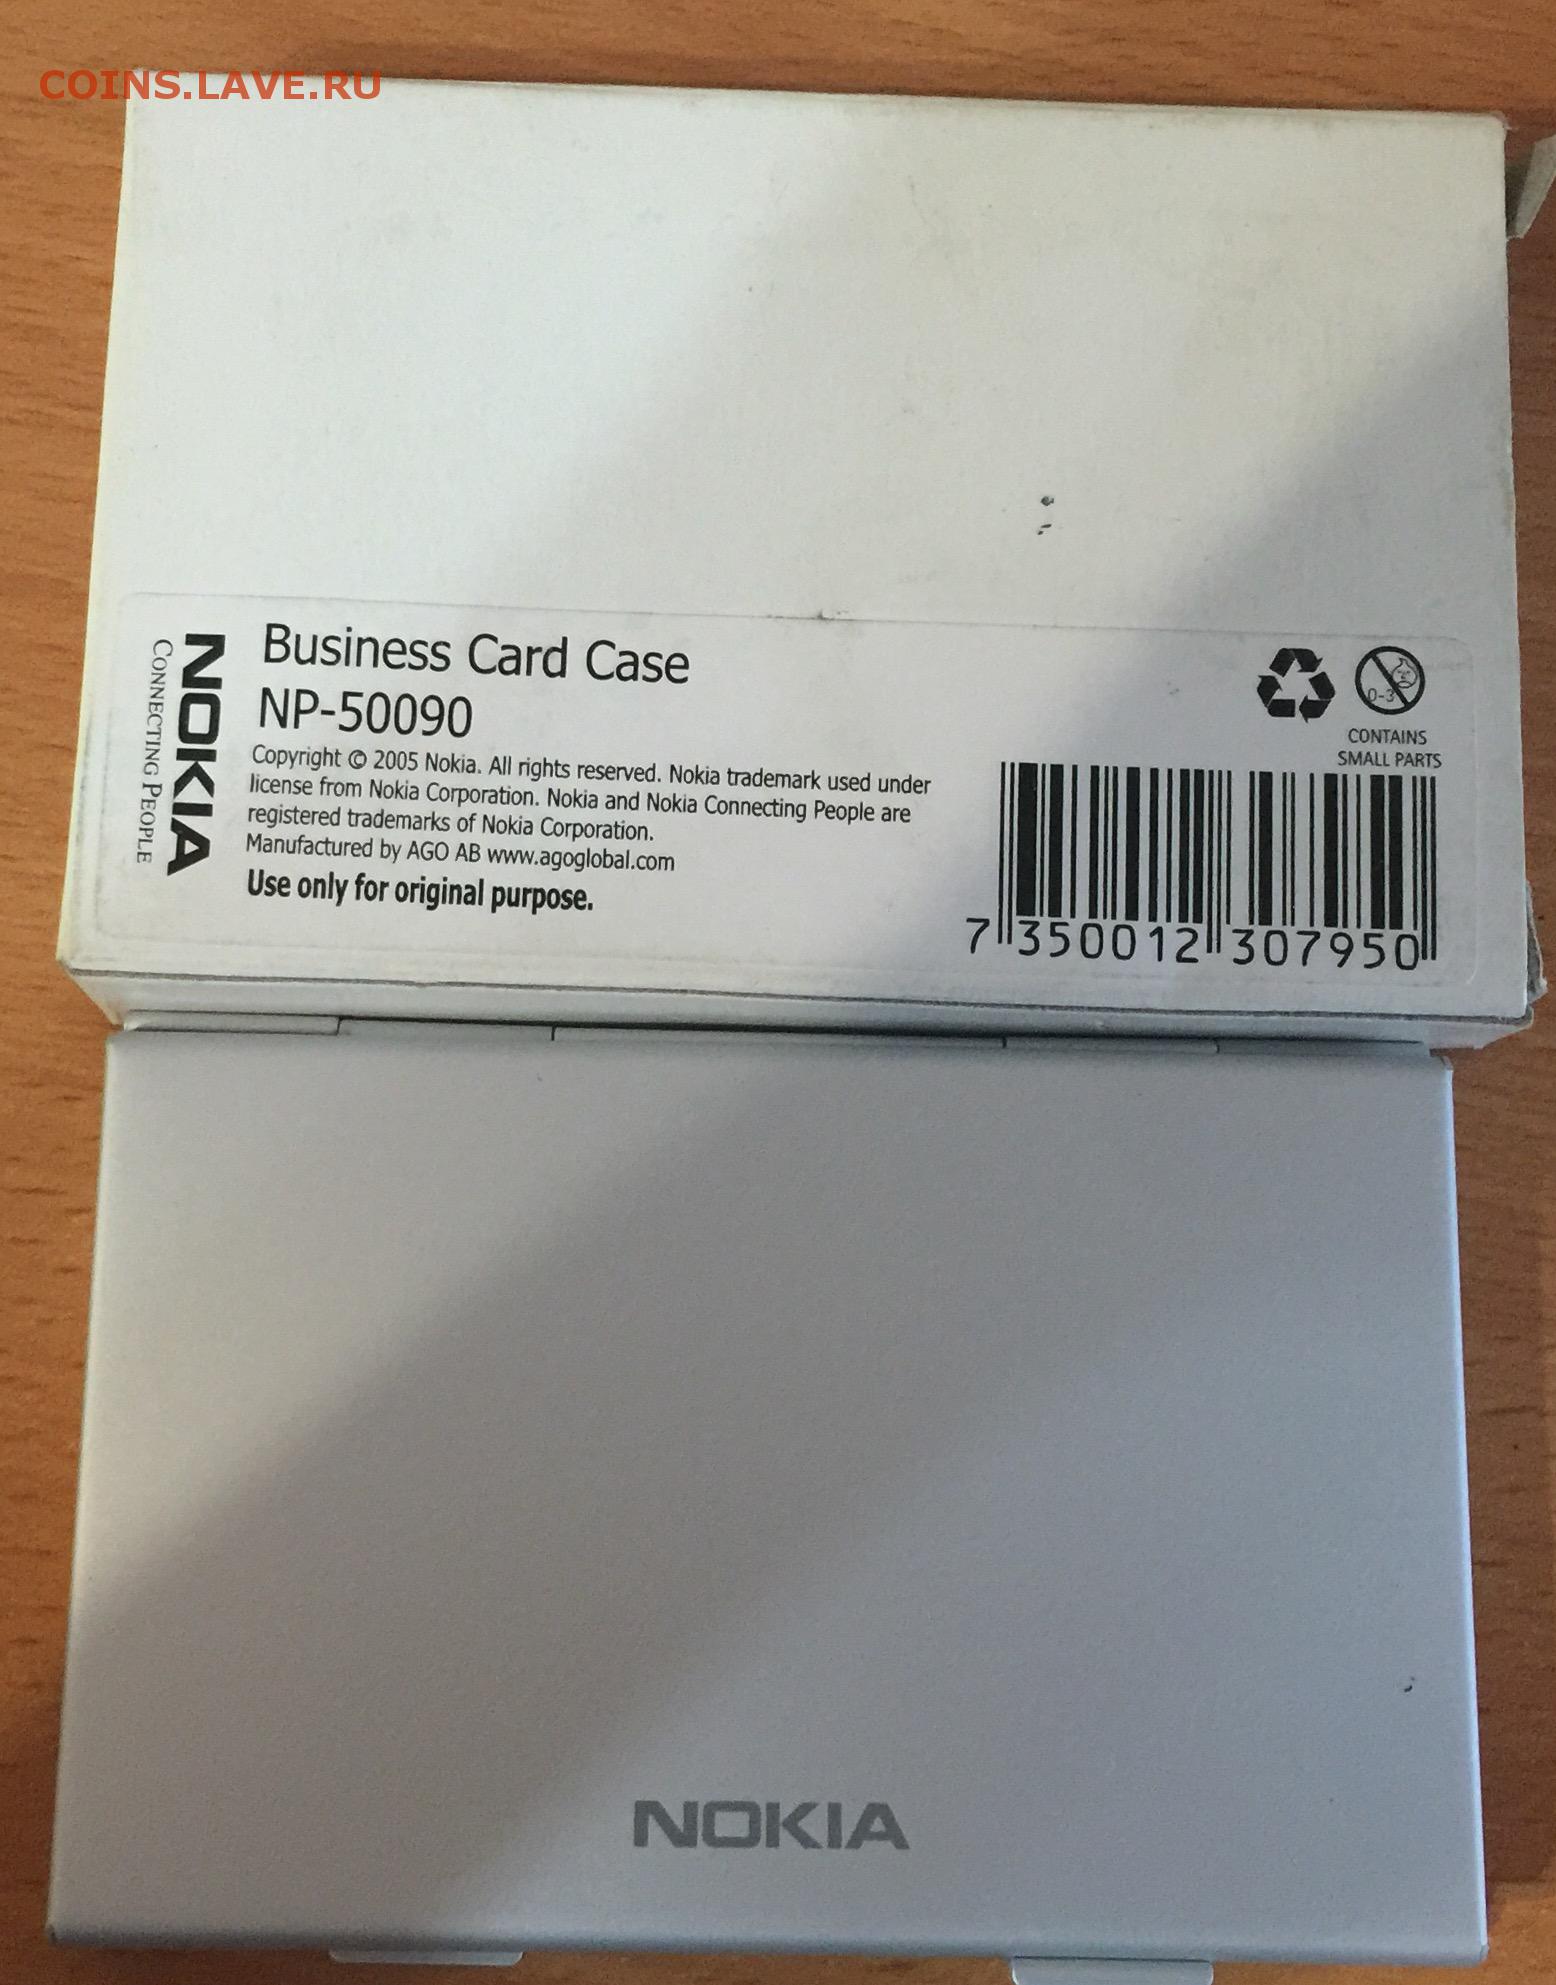 COINS.LAVE.RU
NOKIA
CONNECTING PEOPLE
Business Card Case
NP-50090
Copyright © 2005 Nokia. All rights reserved. Nokia trademark used under
license from Nokia Corporation. Nokia and Nokia Connecting People are
registered trademarks of Nokia Corporation.
Manufactured by AGO AB www.agoglobal.com
Use only for original purpose.
0-3
CONTAINS
SMALL PARTS
7 350012 307950
NOKIA